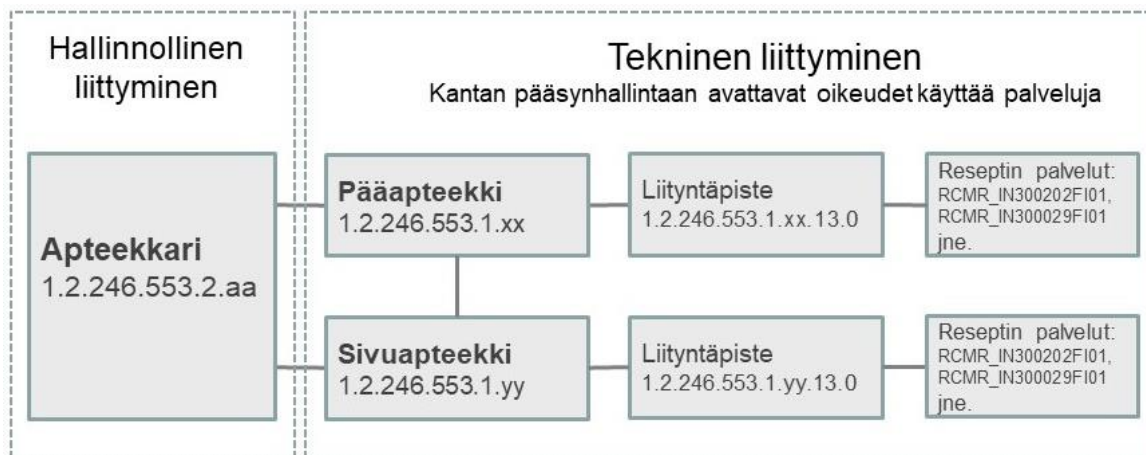 Hallinnollinen
liittyminen
Tekninen liittyminen
Kantan pääsynhallintaan avattavat oikeudet käyttää palveluja
Apteekkari
1.2.246.553.2.aa
Pääapteekki
1.2.246.553.1.xx
Liityntäpiste
1.2.246.553.1.xx.13.0
Reseptin palvelut:
RCMR_IN300202FI01,
RCMR_IN300029FI01
jne.
Sivuapteekki
1.2.246.553.1.yy
Liityntäpiste
1.2.246.553.1.yy.13.0
Reseptin palvelut:
RCMR_IN300202FI01,
RCMR_IN300029FI01
jne.